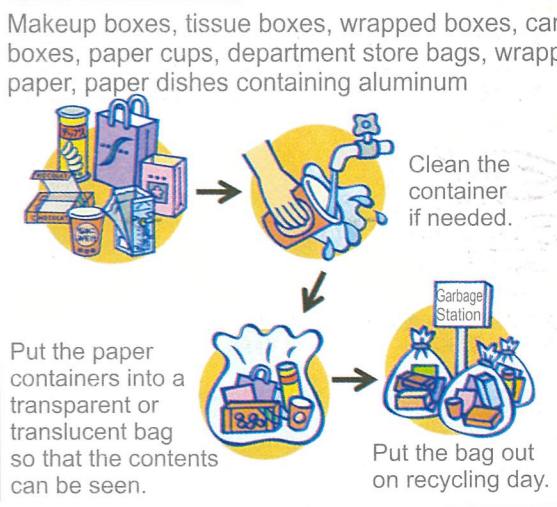 Makeup boxes, tissue boxes, wrapped boxes,
boxes, paper cups, department store bags,
paper, paper dishes containing aluminum
Clean the
container
if needed.
Garbage
Station
Put the paper
containers into a
transparent or
translucent bag
so that the contents
can be seen.
Put the bag out
on recycling day.